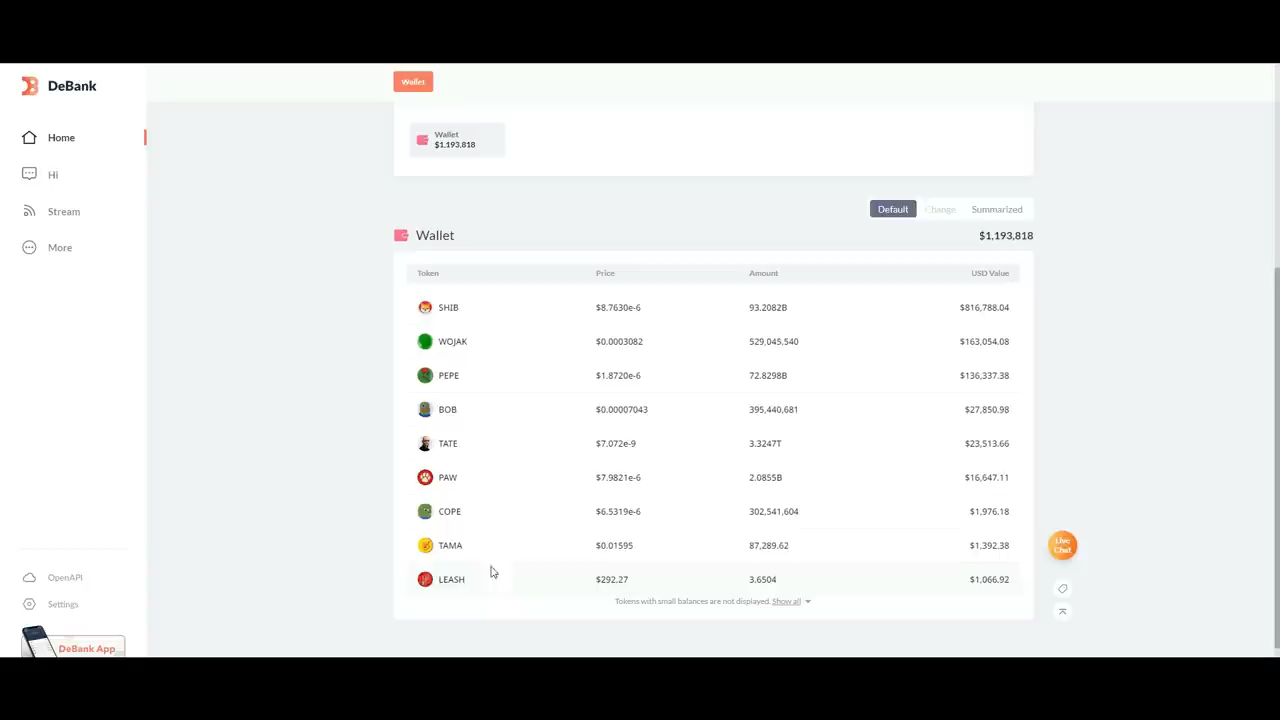 DeBank
Wallet
Home
Hi
Stream
More
OpenAPI
Settings
DeBank App
Wallet
$1,193,818
Default Change Summarized
Wallet $1,193,818
Token Price Amount USD Value
SHIB $8.7630e-6 93.2082B $816,788.04
WOJAK $0.0003082 529,045.540 $163,054.08
PEPE $1.8720e-6 72.8298B $136,337.38
BOB $0.00007043 395,440,681 $27,850.98
TATE $7.072e-9 3.3247T $23,513.66
PAW $7.9821e-6 2.0855B $16,647.11
COPE $6.5319e-6 302,541,604 $1,976.18
TAMA $0.01595 87,289.62 $1,392.38
LEASH $292.27 3.6504 $1,066.92
Tokens with small balances are not displayed. Show all
Live
Chat